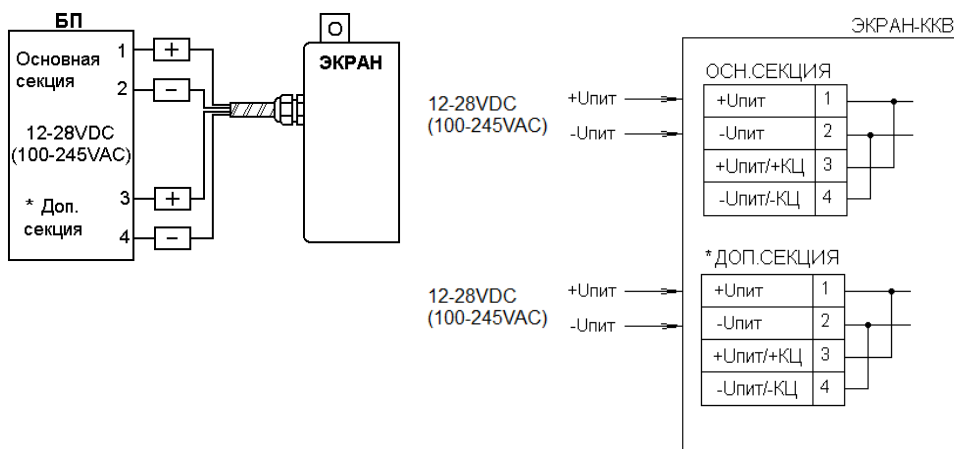 БП
Основная
секция
1
+
2
−
12-28VDC
(100-245VAC)
* Доп.
секция
3
+
4
−
ЭКРАН
ЭКРАН-ККВ
12-28VDC
(100-245VAC)
+Uпит
-Uпит
ОСН.СЕКЦИЯ
+Uпит 1
-Uпит 2
+Uпит/+КЦ 3
-Uпит/-КЦ 4
12-28VDC
(100-245VAC)
+Uпит
-Uпит
*ДОП.СЕКЦИЯ
+Uпит 1
-Uпит 2
+Uпит/+КЦ 3
-Uпит/-КЦ 4